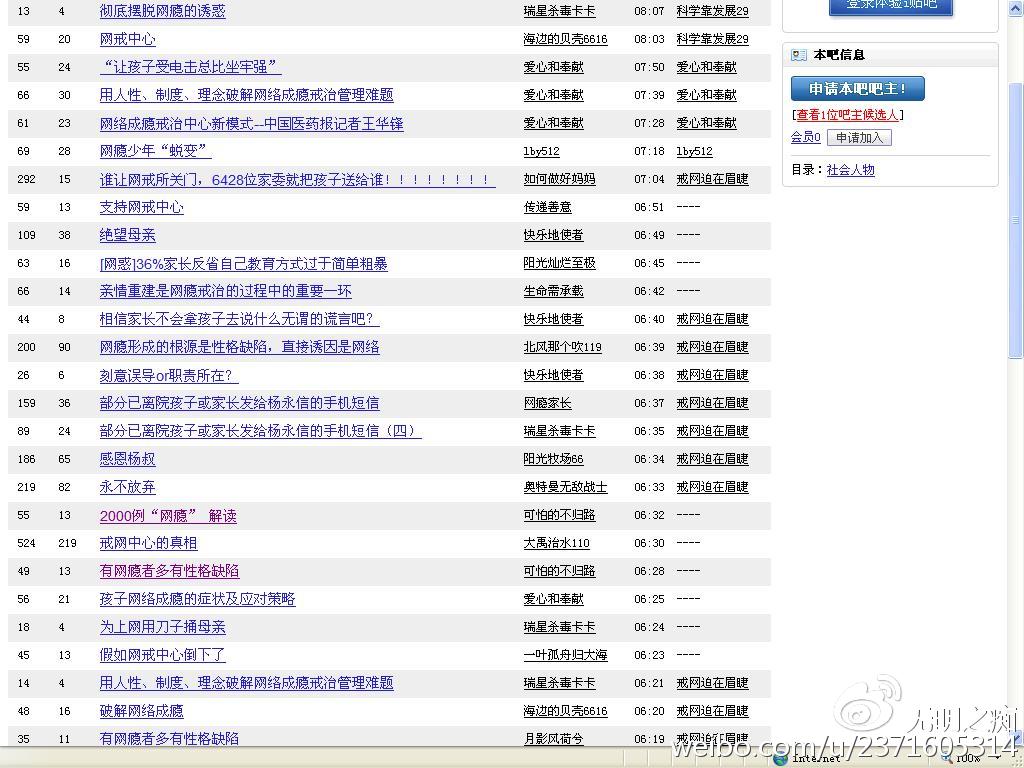 13 4 彻底摆脱网瘾的诱惑 瑞星杀毒卡卡 08:07 科学靠发展29
登录体验i贴吧
59 20 网戒中心 海边的贝壳6616 08:03 科学靠发展29
本吧信息
55 24 “让孩子受电击总比坐牢强” 爱心和奉献 07:50 爱心和奉献
申请本吧吧主!
66 30 用人性、制度、理念破解网络成瘾戒治管理难题 爱心和奉献 07:39 爱心和奉献
[查看1位吧主候选人]
61 23 网络成瘾戒治中心新模式--中国医药报记者王华锋 爱心和奉献 07:28 爱心和奉献
会员0 申请加入
69 28 网瘾少年“蜕变” lby512 07:18 lby512
目录:社会人物
292 15 谁让网戒所关门，6428位家委就把孩子送给谁！！！！！！！！ 如何做好妈妈 07:04 戒网迫在眉睫
59 13 支持网戒中心 传递善意 06:51 ----
109 38 绝望母亲 快乐地使者 06:49 ----
63 16 [网惑]36%家长反省自己教育方式过于简单粗暴 阳光灿烂至极 06:45 ----
66 14 亲情重建是网瘾戒治的过程中的重要一环 生命需承载 06:42 ----
44 8 相信家长不会拿孩子去说什么无谓的谎言吧？ 快乐地使者 06:40 戒网迫在眉睫
200 90 网瘾形成的根源是性格缺陷，直接诱因是网络 北风那个吹119 06:39 戒网迫在眉睫
26 6 刻意误导or职责所在？ 快乐地使者 06:38 戒网迫在眉睫
159 36 部分已离院孩子或家长发给杨永信的手机短信 网瘾家长 06:37 戒网迫在眉睫
89 24 部分已离院孩子或家长发给杨永信的手机短信（四） 瑞星杀毒卡卡 06:35 戒网迫在眉睫
186 65 感恩杨叔 阳光牧场66 06:34 戒网迫在眉睫
219 82 永不放弃 奥特曼无敌战士 06:33 戒网迫在眉睫
55 13 2000例“网瘾” 解读 可怕的不归路 06:32 ----
524 219 戒网中心的真相 大禹治水110 06:30 ----
49 13 有网瘾者多有性格缺陷 可怕的不归路 06:28 ----
56 21 孩子网络成瘾的症状及应对策略 爱心和奉献 06:25 ----
18 4 为上网用刀子捅母亲 瑞星杀毒卡卡 06:24 ----
45 13 假如网戒中心倒下了 一叶孤舟归大海 06:23 ----
14 4 用人性、制度、理念破解网络成瘾戒治管理难题 瑞星杀毒卡卡 06:21 戒网迫在眉睫
48 16 破解网络成瘾 海边的贝壳6616 06:20 戒网迫在眉睫
35 11 有网瘾者多有性格缺陷 月影风荷兮 06:19 戒网迫在眉睫
weibo.com/u/2371605314
Internet 100%